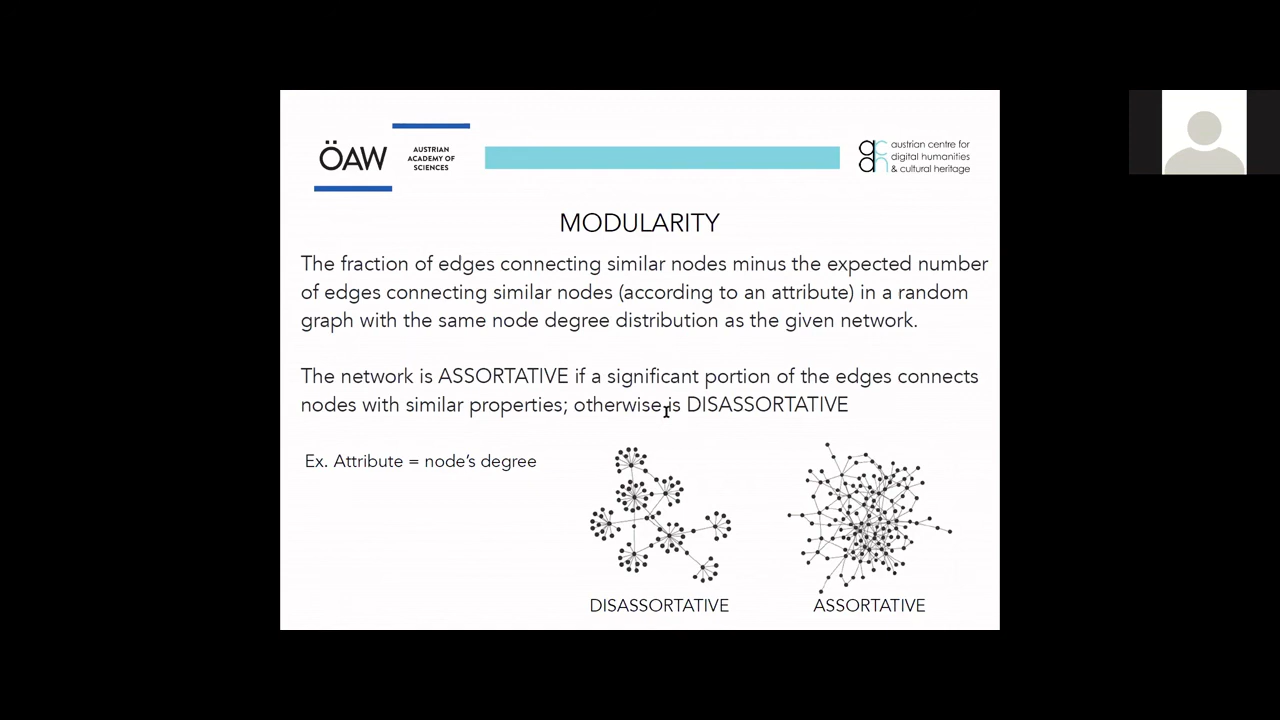 ÖAW
AUSTRIAN
ACADEMY OF
SCIENCES
austrian centre for
digital humanities
& cultural heritage
MODULARITY
The fraction of edges connecting similar nodes minus the expected number
of edges connecting similar nodes (according to an attribute) in a random
graph with the same node degree distribution as the given network.
The network is ASSORTATIVE if a significant portion of the edges connects
nodes with similar properties; otherwise is DISASSORTATIVE
Ex. Attribute = node's degree
DISASSORTATIVE
ASSORTATIVE